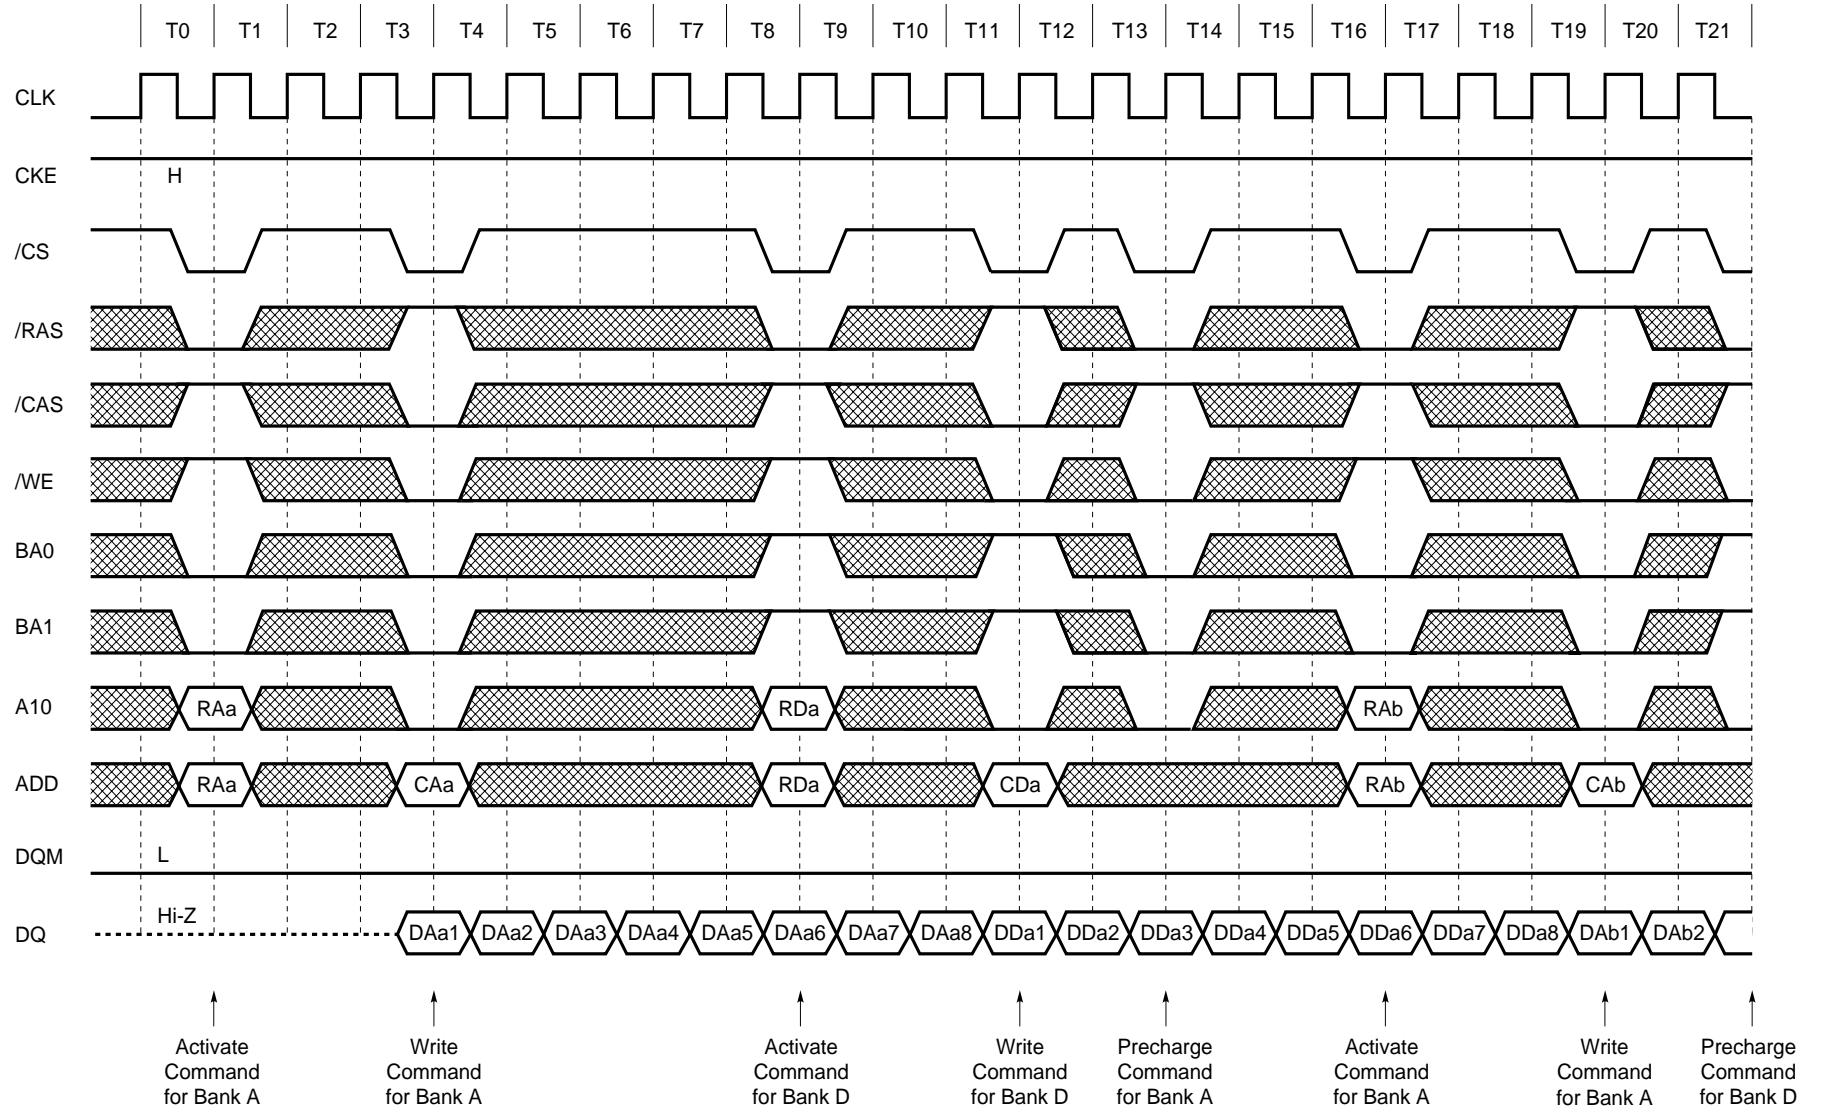 T0 T1 T2 T3 T4 T5 T6 T7 T8 T9 T10 T11 T12 T13 T14 T15 T16 T17 T18 T19 T20 T21
CLK
CKE H
/CS
/RAS
/CAS
/WE
BA0
BA1
A10 RAa RDa RAb
ADD RAa CAa RDa CDa RAb CAb
DQM L
Hi-Z
DQ DAa1 DAa2 DAa3 DAa4 DAa5 DAa6 DAa7 DAa8 DDa1 DDa2 DDa3 DDa4 DDa5 DDa6 DDa7 DDa8 DAb1 DAb2
Activate
Command
for Bank A
Write
Command
for Bank A
Activate
Command
for Bank D
Write
Command
for Bank D
Precharge
Command
for Bank A
Activate
Command
for Bank A
Write
Command
for Bank A
Precharge
Command
for Bank D